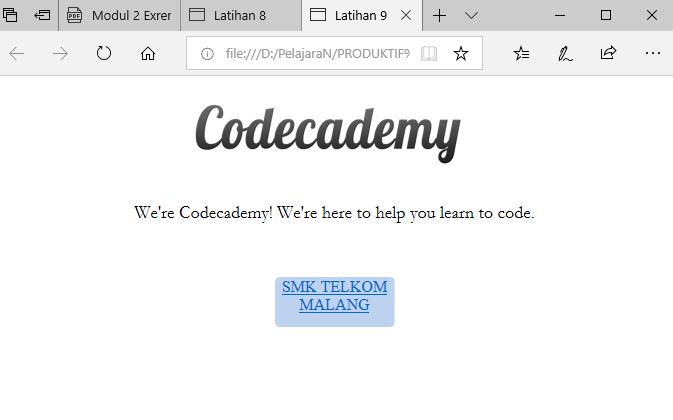 Modul 2 Exrer
Latihan 8
Latihan 9
file:///D:/PelajaraN/PRODUKTIF%
Codecademy
We're Codecademy! We're here to help you learn to code.
SMK TELKOM
MALANG